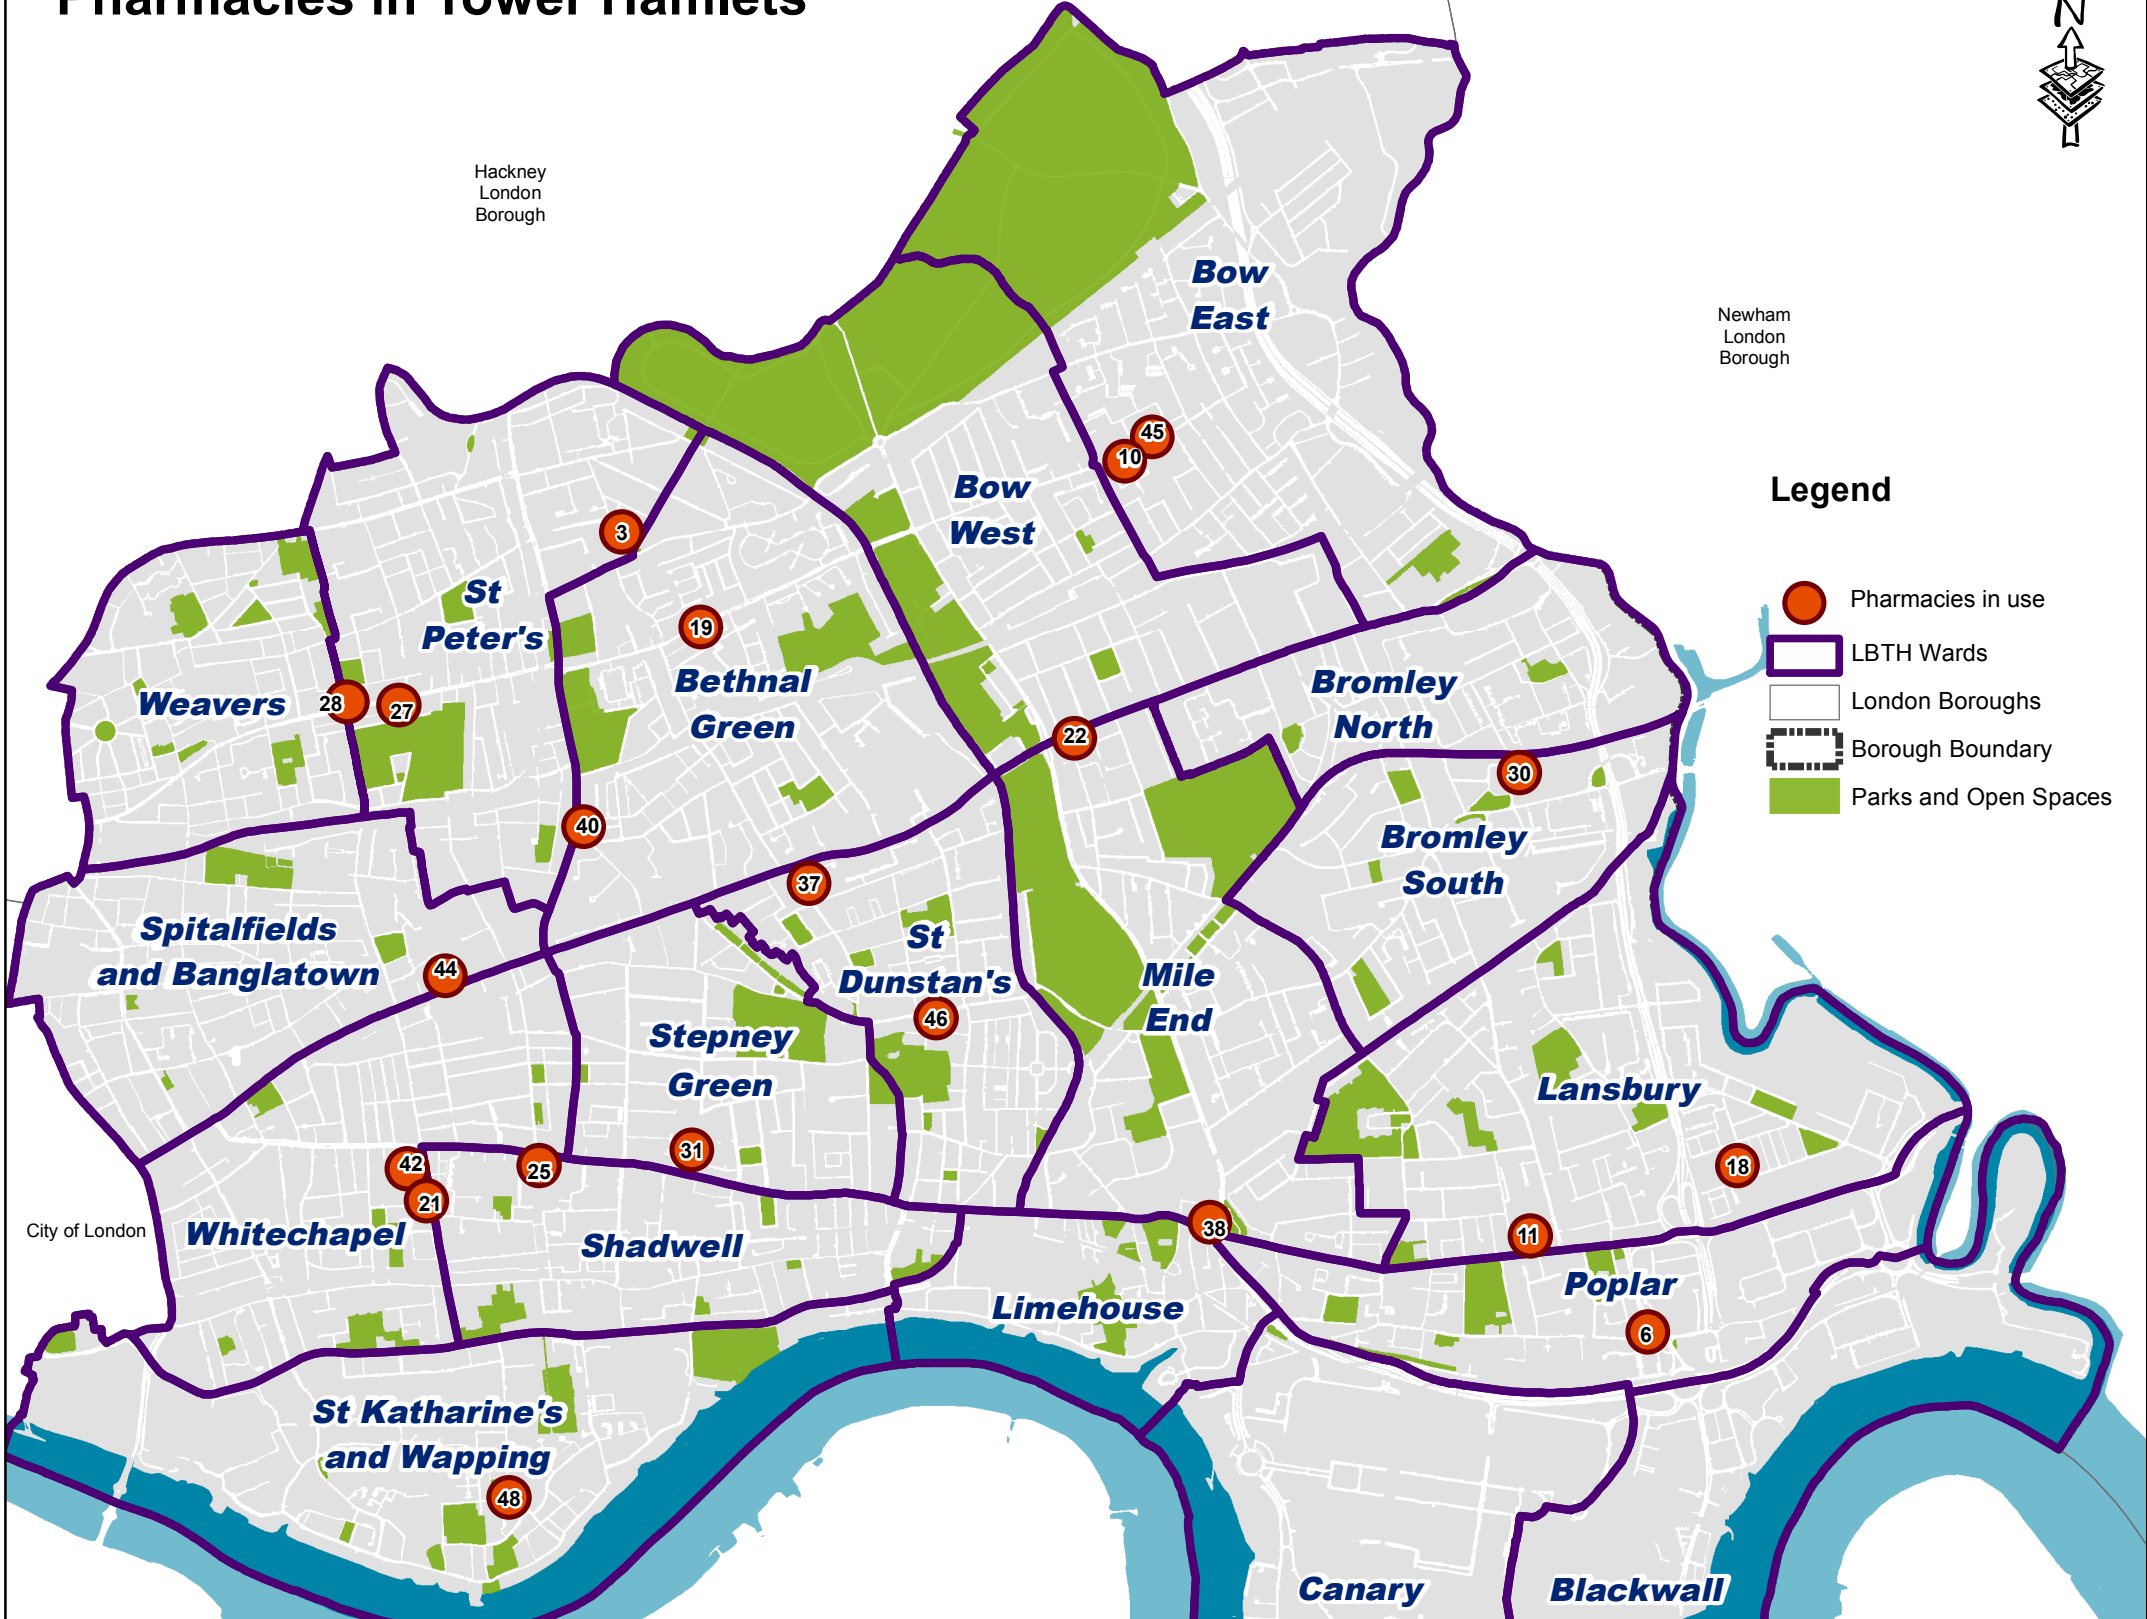 Pharmacies in Tower Hamlets
N
Hackney
London
Borough
Bow
East
Newham
London
Borough
45
10
Bow
West
Legend
3
St
Peter's
Pharmacies in use
19
LBTH Wards
Bethnal
Green
Bromley
North
London Boroughs
Weavers
28
27
22
Borough Boundary
30
Parks and Open Spaces
40
Bromley
South
37
Spitalfields
and Banglatown
St
Dunstan's
44
Mile
End
46
Stepney
Green
Lansbury
42
25
31
18
21
City of London
Whitechapel
Shadwell
38
11
Limehouse
Poplar
6
St Katharine's
and Wapping
48
Canary
Blackwall